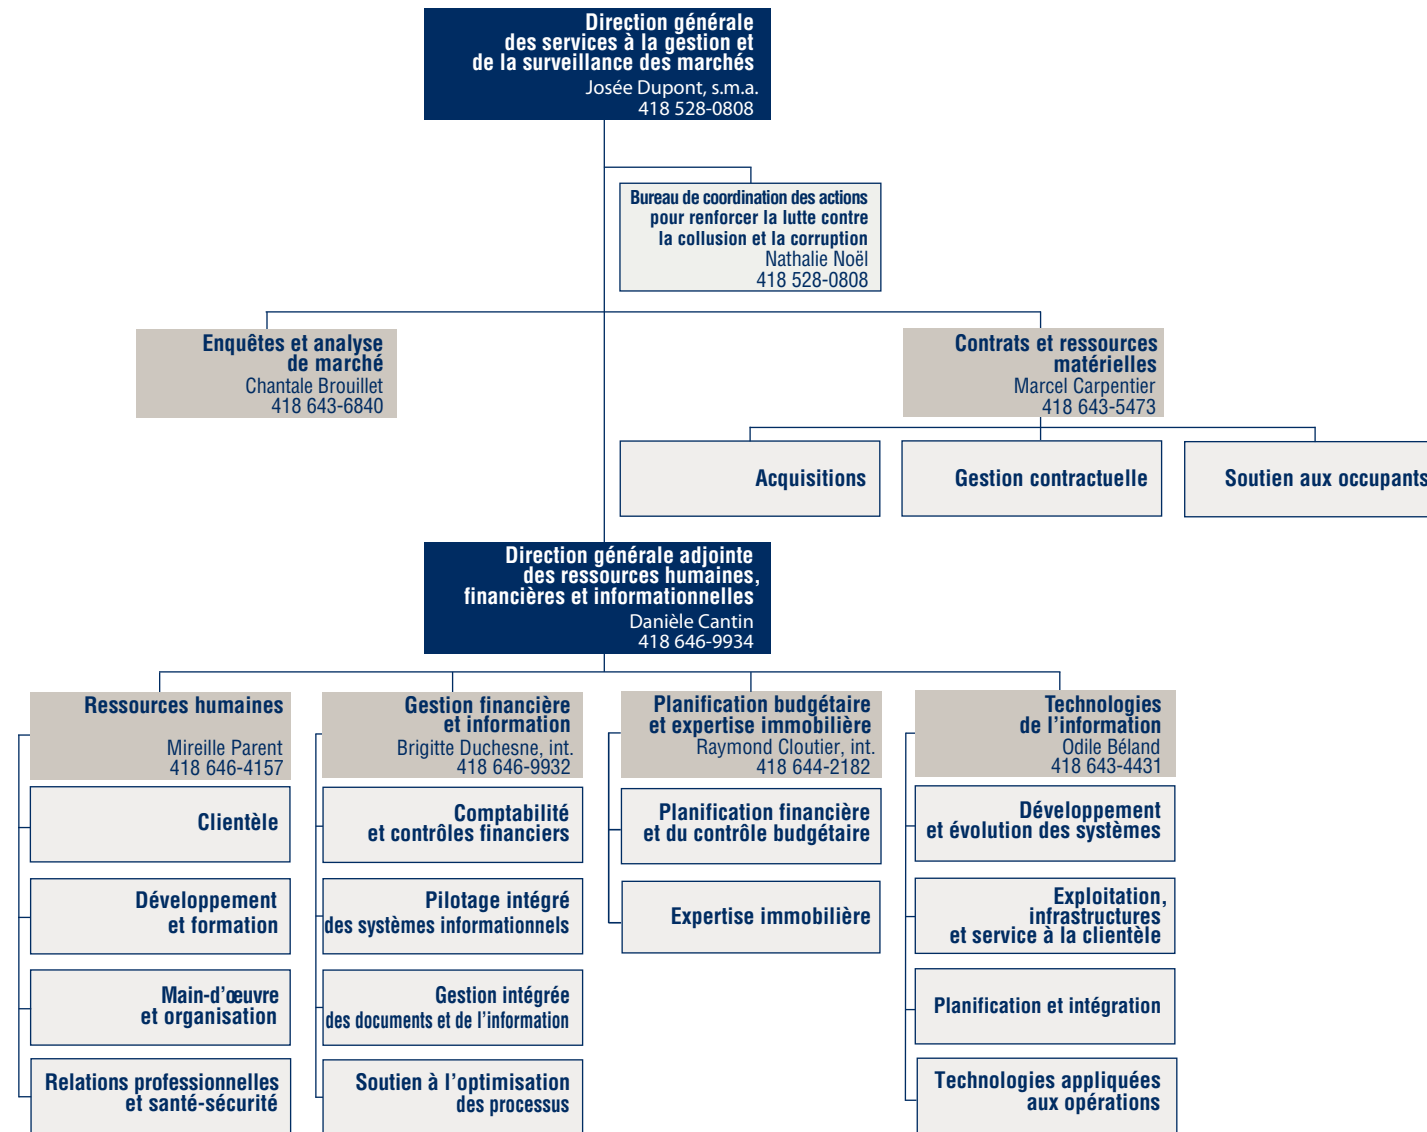 Direction générale
des services à la gestion et
de la surveillance des marchés
Josée Dupont, s.m.a.
418 528-0808
Bureau de coordination des actions
pour renforcer la lutte contre
la collusion et la corruption
Nathalie Noël
418 528-0808
Enquêtes et analyse
de marché
Chantale Brouillet
418 643-6840
Contrats et ressources
matérielles
Marcel Carpentier
418 643-5473
Acquisitions
Gestion contractuelle
Soutien aux occupants
Direction générale adjointe
des ressources humaines,
financières et informationnelles
Danièle Cantin
418 646-9934
Ressources humaines
Mireille Parent
418 646-4157
Clientèle
Développement
et formation
Main-d'œuvre
et organisation
Relations professionnelles
et santé-sécurité
Gestion financière
et information
Brigitte Duchesne, int.
418 646-9932
Comptabilité
et contrôles financiers
Pilotage intégré
des systèmes informationnels
Gestion intégrée
des documents et de l'information
Soutien à l'optimisation
des processus
Planification budgétaire
et expertise immobilière
Raymond Cloutier, int.
418 644-2182
Planification financière
et du contrôle budgétaire
Expertise immobilière
Technologies
de l'information
Odile Béland
418 643-4431
Développement
et évolution des systèmes
Exploitation,
infrastructures
et service à la clientèle
Planification et intégration
Technologies appliquées
aux opérations